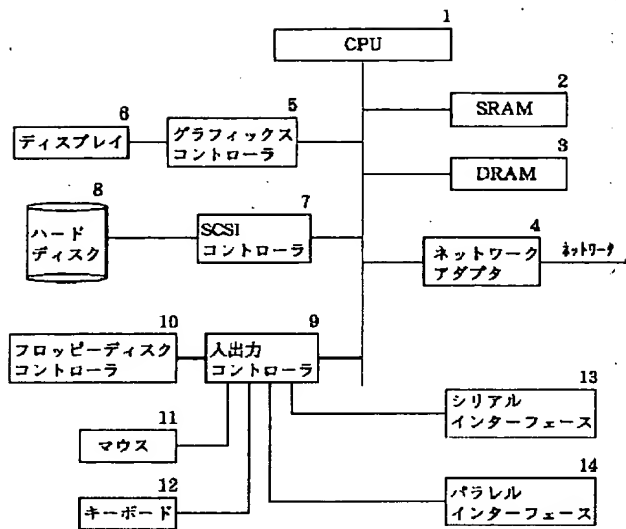 1
CPU
2
SRAM
3
DRAM
4
ネットワーク
アダプタ
ネットワータ
5
グラフィックス
コントローラ
6
ディスプレイ
7
SCSI
コントローラ
8
ハード
ディスク
9
入出力
コントローラ
10
フロッピーディスク
コントローラ
11
マウス
12
キーボード
13
シリアル
インターフェース
14
パラレル
インターフェース